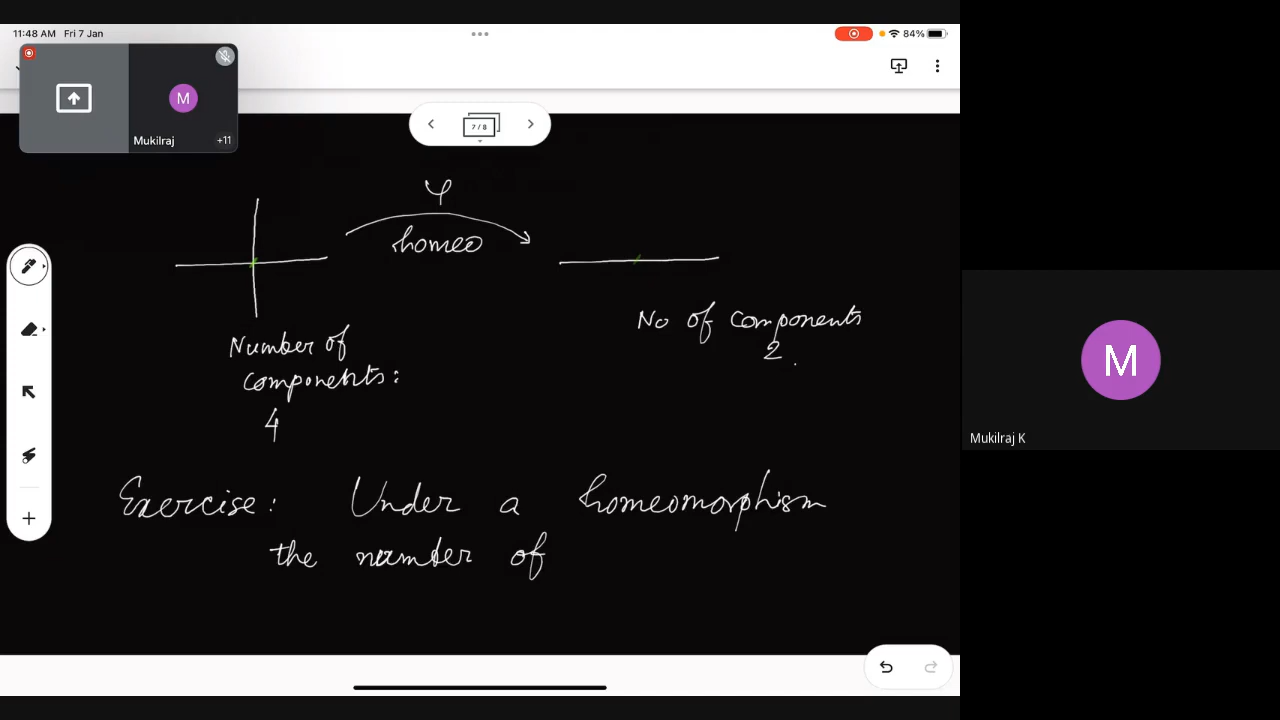 11:48 AM Fri 7 Jan
84%
M
Mukilraj
+11
7 / 8
φ
homeo
No of components
2
Number of
components:
4
Exercise: Under a homeomorphism
the number of
M
Mukilraj K